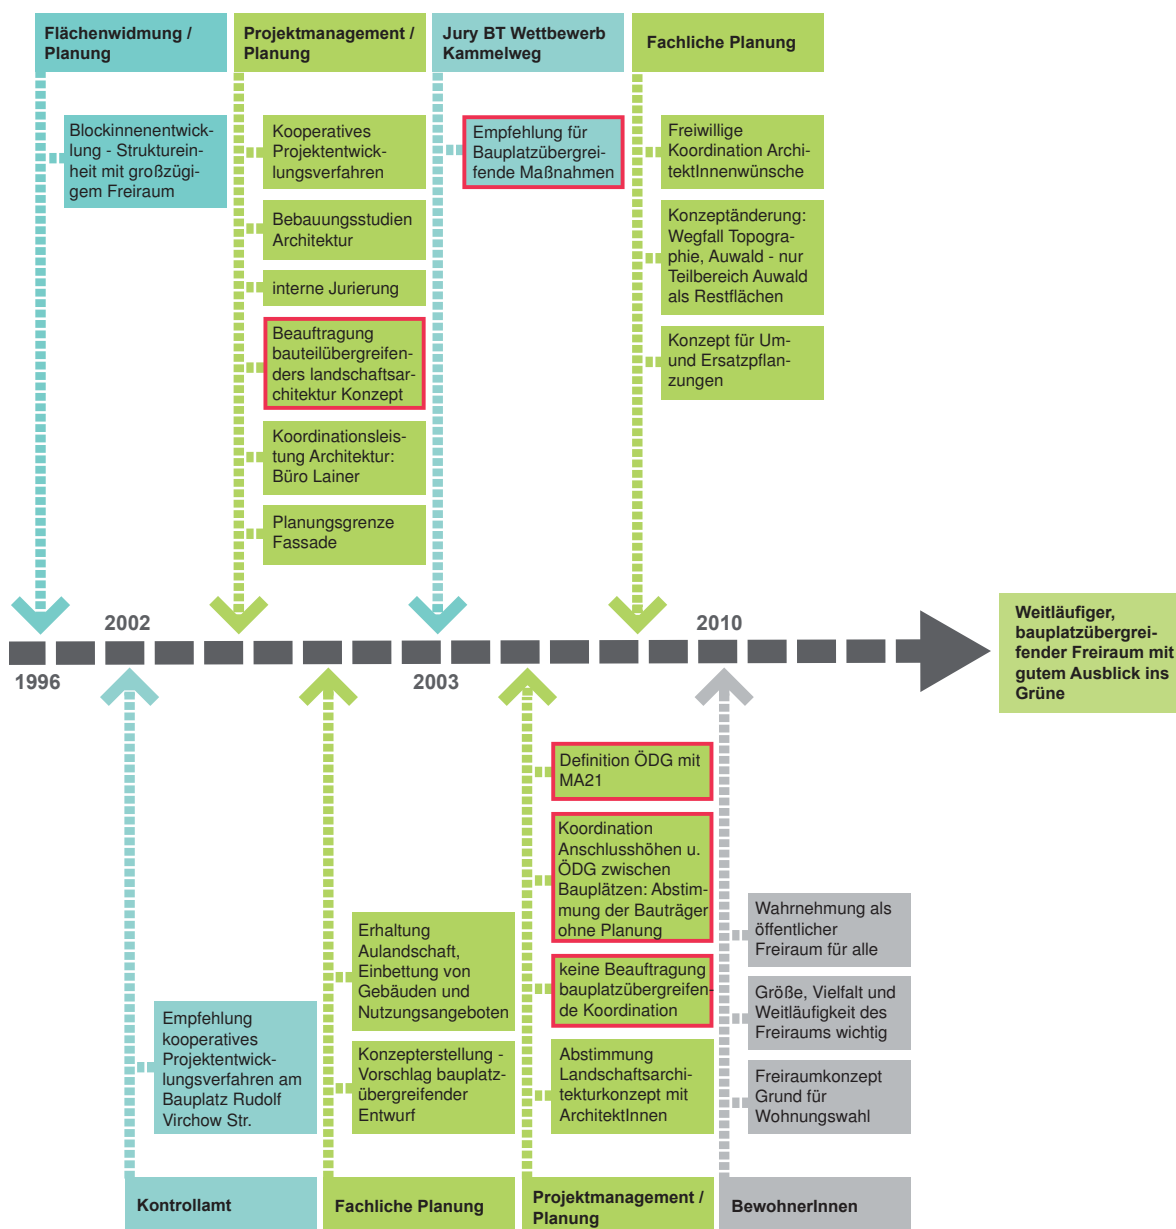 Flächenwidmung /
Planung
Blockinnenentwick-
lung - Strukturein-
heit mit großzügi-
gem Freiraum
Projektmanagement /
Planung
Kooperatives
Projektentwick-
lungsverfahren
Bebauungsstudien
Architektur
interne Jurierung
Beauftragung
bauteilübergreifen-
ders landschaftsar-
chitektur Konzept
Koordinationsleis-
tung Architektur:
Büro Lainer
Planungsgrenze
Fassade
Jury BT Wettbewerb
Kammelweg
Empfehlung für
Bauplatzübergrei-
fende Maßnahmen
Fachliche Planung
Freiwillige
Koordination Archi-
tektInnenwünsche
Konzeptänderung:
Wegfall Topogra-
phie, Auwald - nur
Teilbereich Auwald
als Restflächen
Konzept für Um-
und Ersatzpflan-
zungen
2002
2010
1996
2003
Weitläufiger,
bauplatzübergrei-
fender Freiraum mit
gutem Ausblick ins
Grüne
Empfehlung
kooperatives
Projektentwick-
lungsverfahren am
Bauplatz Rudolf
Virchow Str.
Kontrollamt
Erhaltung
Aulandschaft,
Einbettung von
Gebäuden und
Nutzungsangeboten
Konzepterstellung -
Vorschlag bauplatz-
übergreifender
Entwurf
Fachliche Planung
Definition ÖDG mit
MA21
Koordination
Anschlusshöhen u.
ÖDG zwischen
Bauplätzen: Abstim-
mung der Bauträger
ohne Planung
keine Beauftragung
bauplatzübergreifen-
de Koordination
Abstimmung
Landschaftsarchi-
tekturkonzept mit
ArchitektInnen
Projektmanagement /
Planung
Wahrnehmung als
öffentlicher
Freiraum für alle
Größe, Vielfalt und
Weitläufigkeit des
Freiraums wichtig
Freiraumkonzept
Grund für
Wohnungswahl
BewohnerInnen